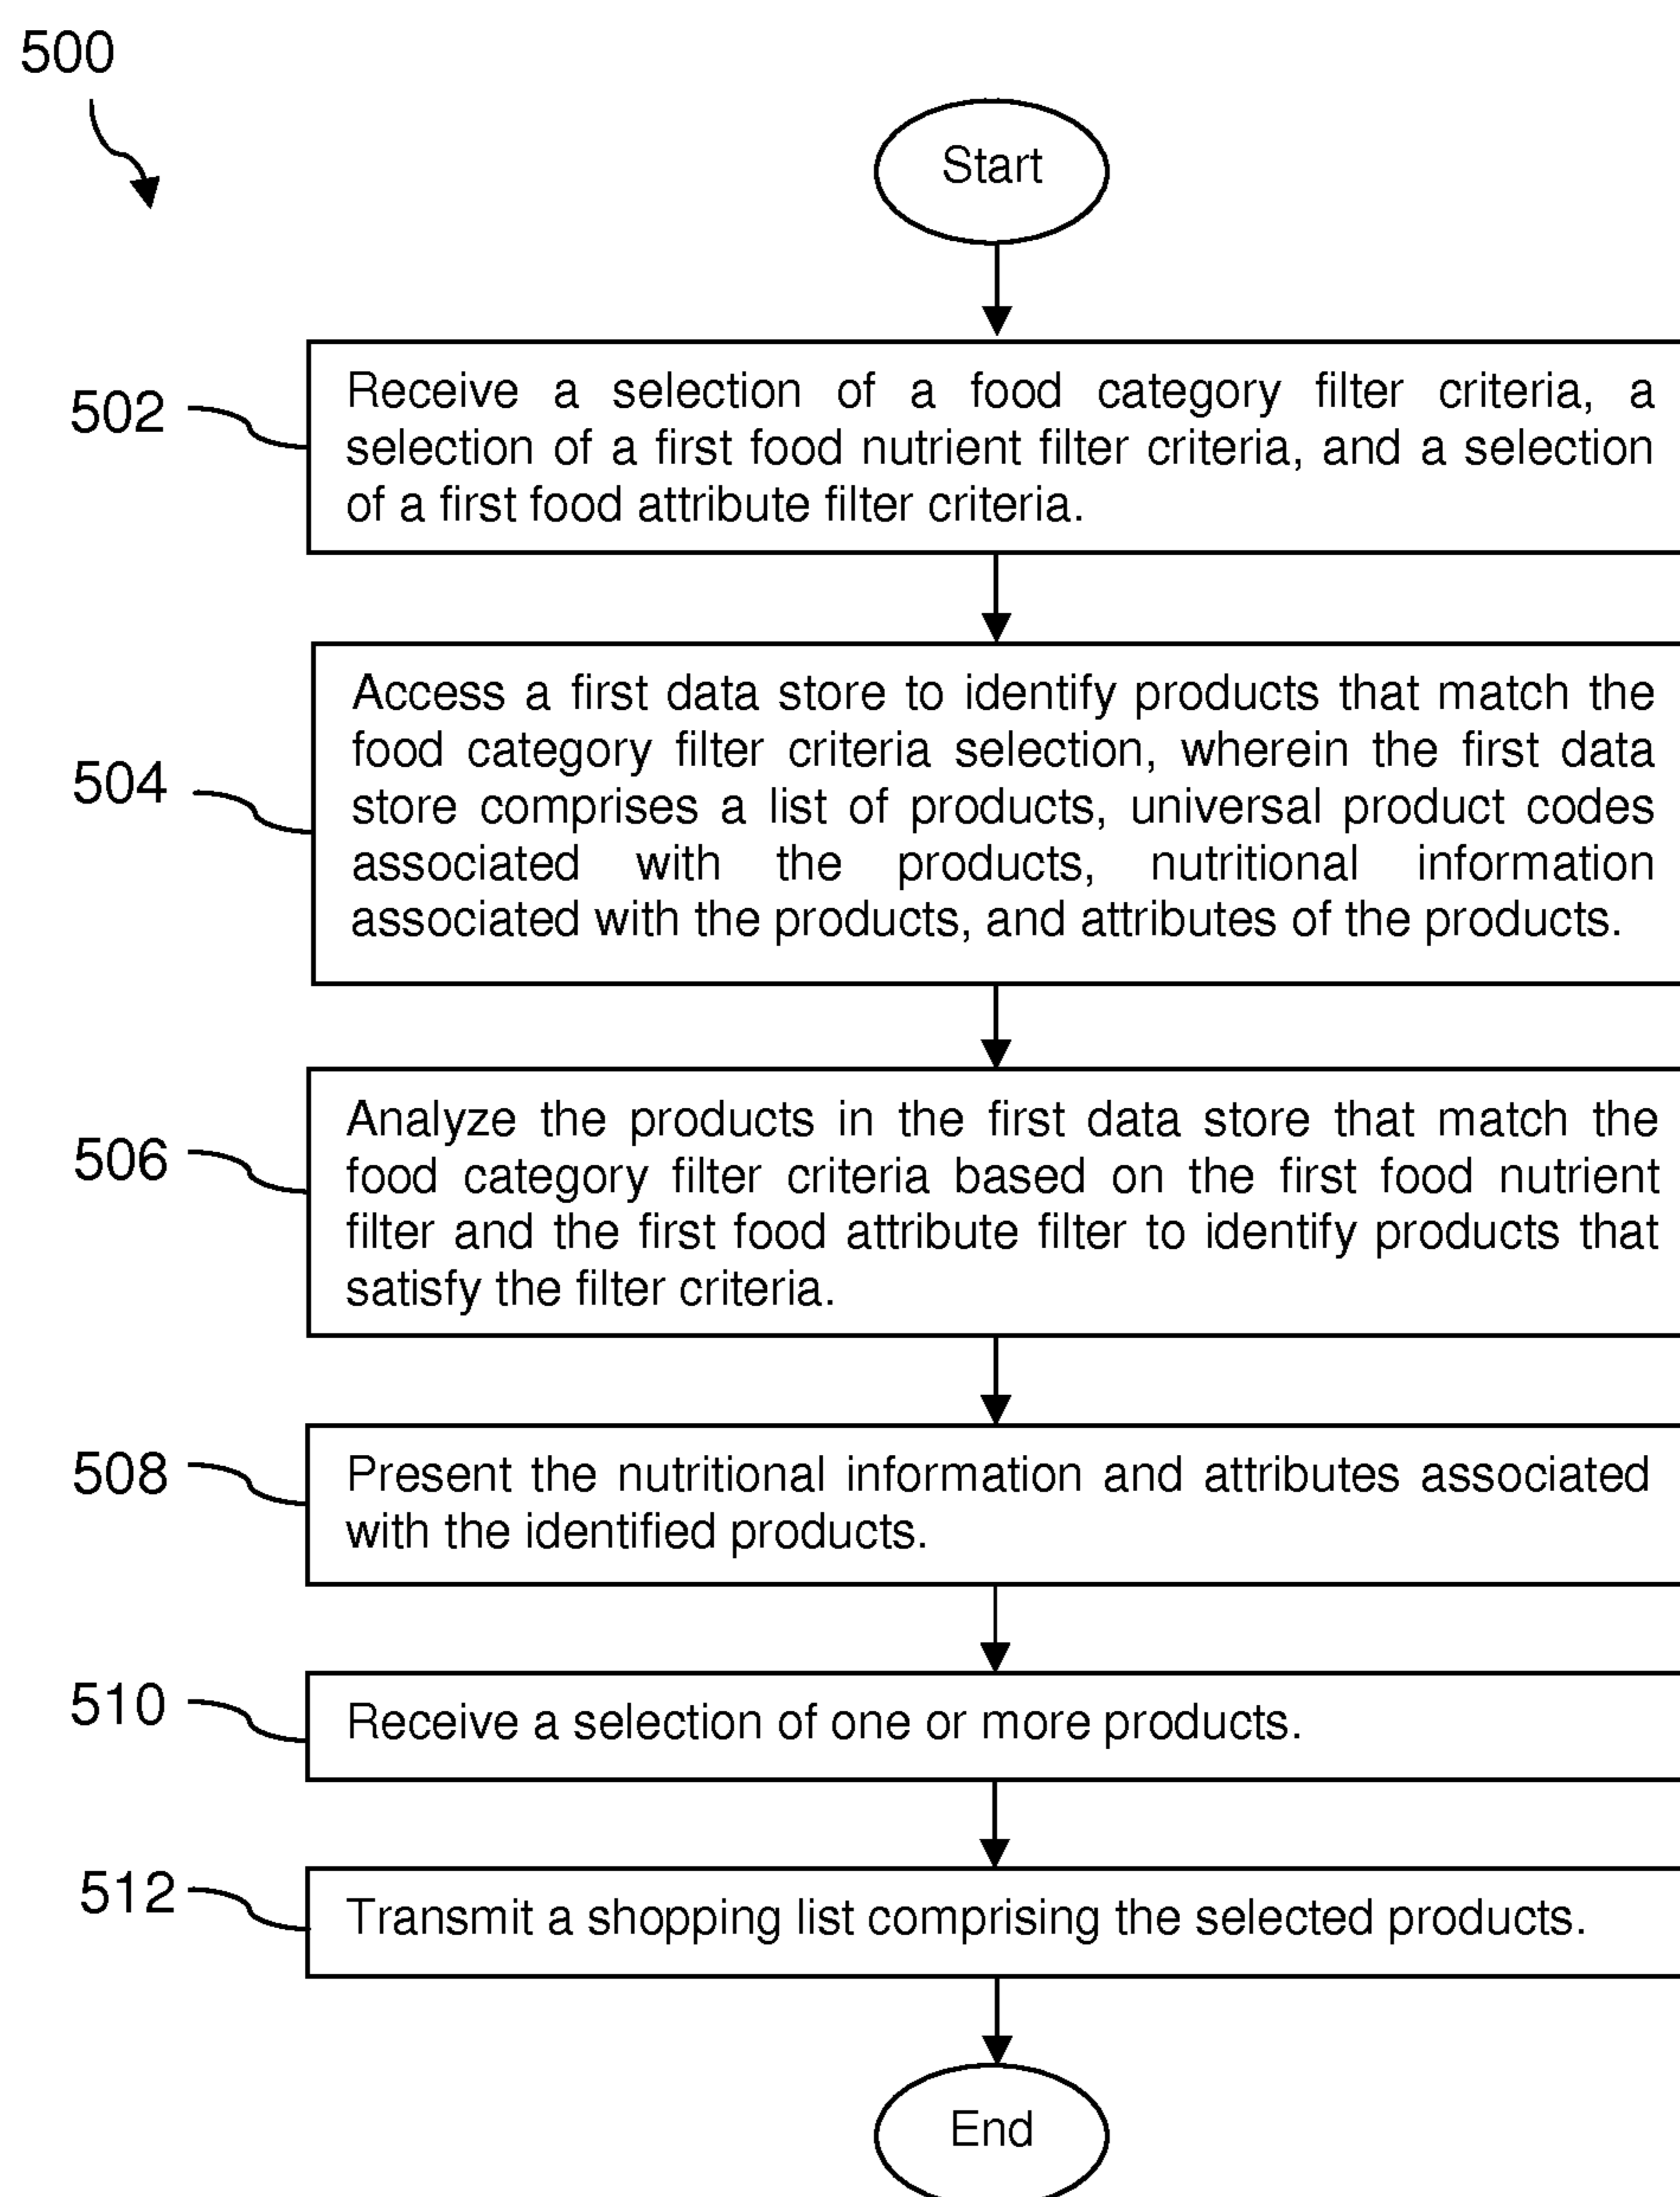 500
Start
502
Receive a selection of a food category filter criteria, a
selection of a first food nutrient filter criteria, and a selection
of a first food attribute filter criteria.
504
Access a first data store to identify products that match the
food category filter criteria selection, wherein the first data
store comprises a list of products, universal product codes
associated with the products, nutritional information
associated with the products, and attributes of the products.
506
Analyze the products in the first data store that match the
food category filter criteria based on the first food nutrient
filter and the first food attribute filter to identify products that
satisfy the filter criteria.
508
Present the nutritional information and attributes associated
with the identified products.
510
Receive a selection of one or more products.
512
Transmit a shopping list comprising the selected products.
End